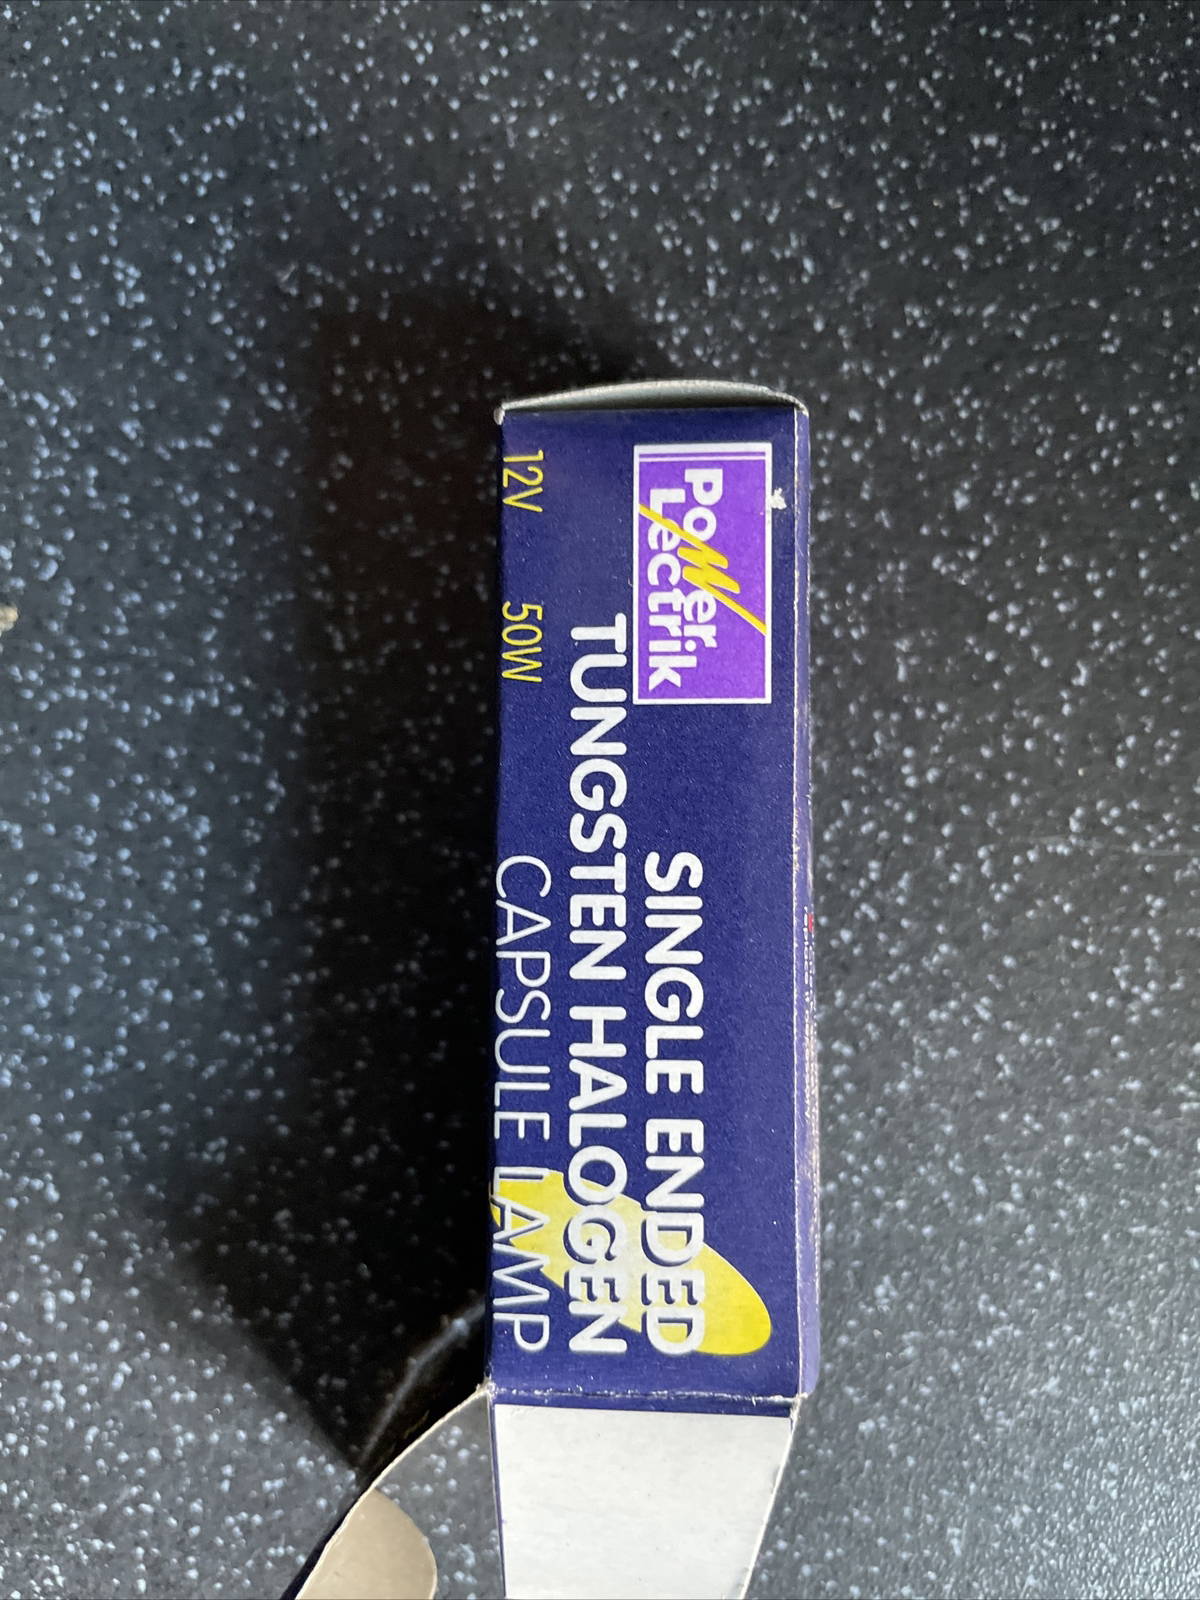 Power
Lectrik
SINGLE ENDED
TUNGSTEN HALOGEN
12V 50W CAPSULE LAMP